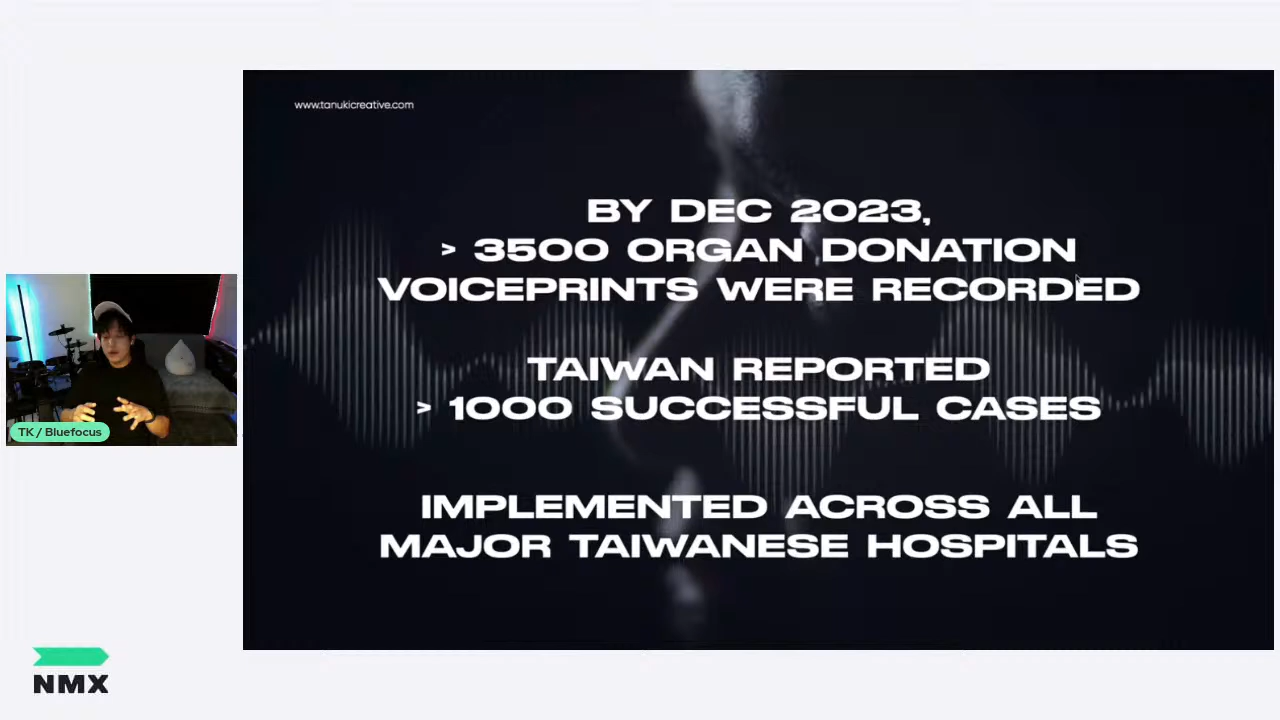 www.tanukicreative.com
BY DEC 2023,
> 3500 ORGAN DONATION
VOICEPRINTS WERE RECORDED
TAIWAN REPORTED
> 1000 SUCCESSFUL CASES
IMPLEMENTED ACROSS ALL
MAJOR TAIWANESE HOSPITALS
TK / Bluefocus
NMX